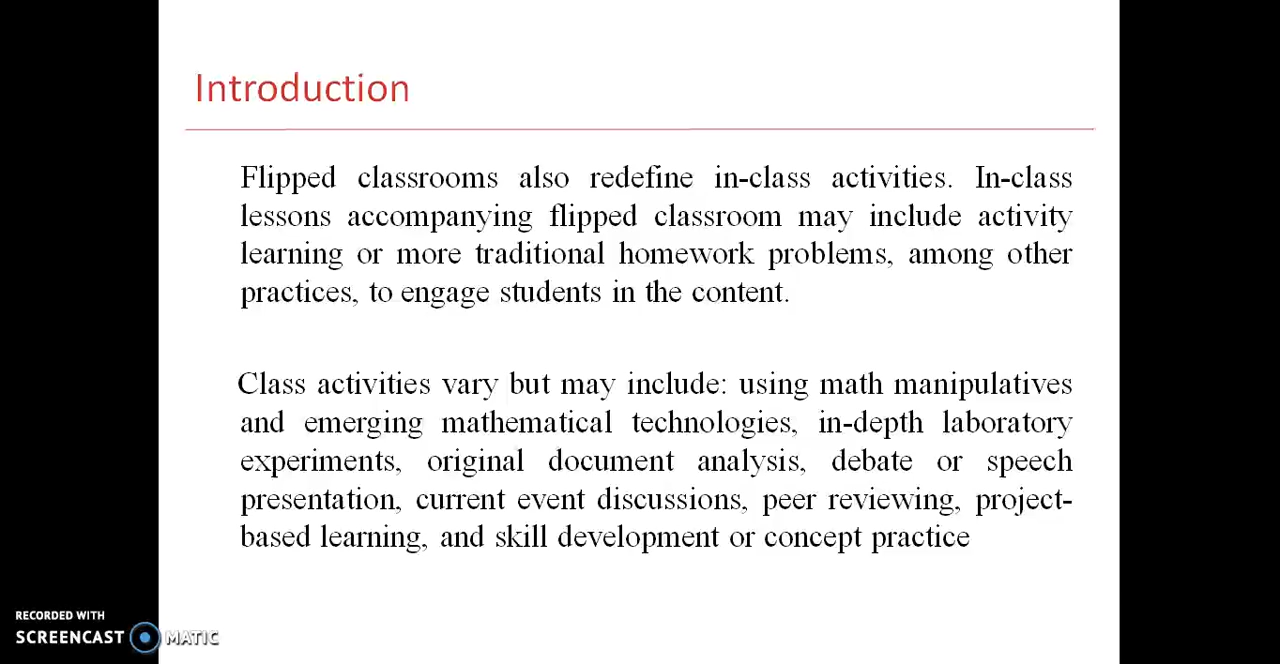 Introduction
Flipped classrooms also redefine in-class activities. In-class
lessons accompanying flipped classroom may include activity
learning or more traditional homework problems, among other
practices, to engage students in the content.
Class activities vary but may include: using math manipulatives
and emerging mathematical technologies, in-depth laboratory
experiments, original document analysis, debate or speech
presentation, current event discussions, peer reviewing, project-
based learning, and skill development or concept practice
RECORDED WITH
SCREENCAST MATIC